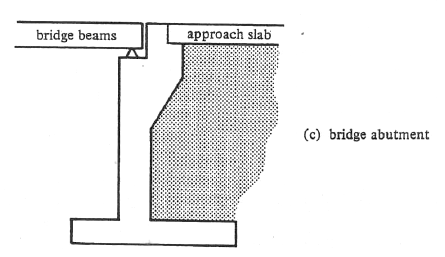 bridge beams
approach slab
(c) bridge abutment